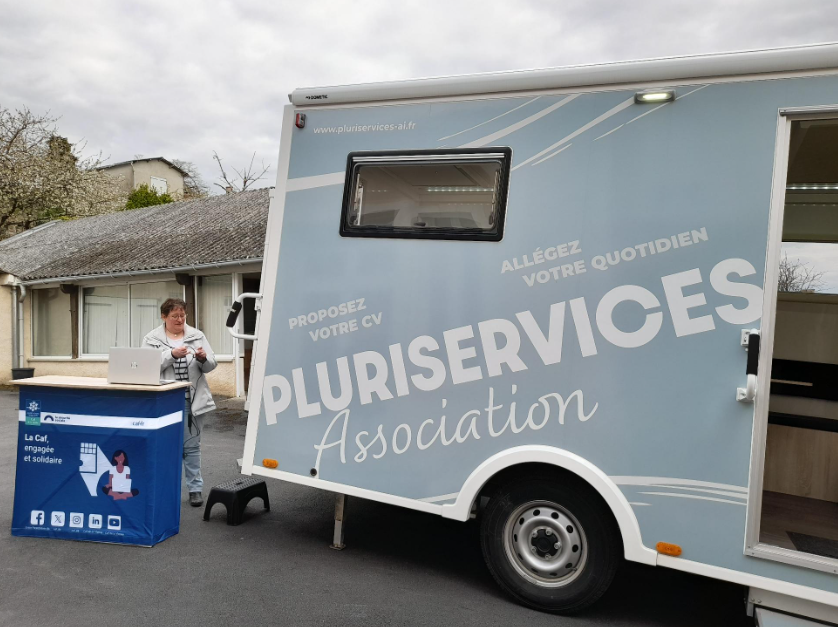 www.pluriservices-ai.fr
ALLÉGEZ
VOTRE QUOTIDIEN
PROPOSEZ
VOTRE CV
PLURISERVICES
Association
La Caf,
engagée
et solidaire